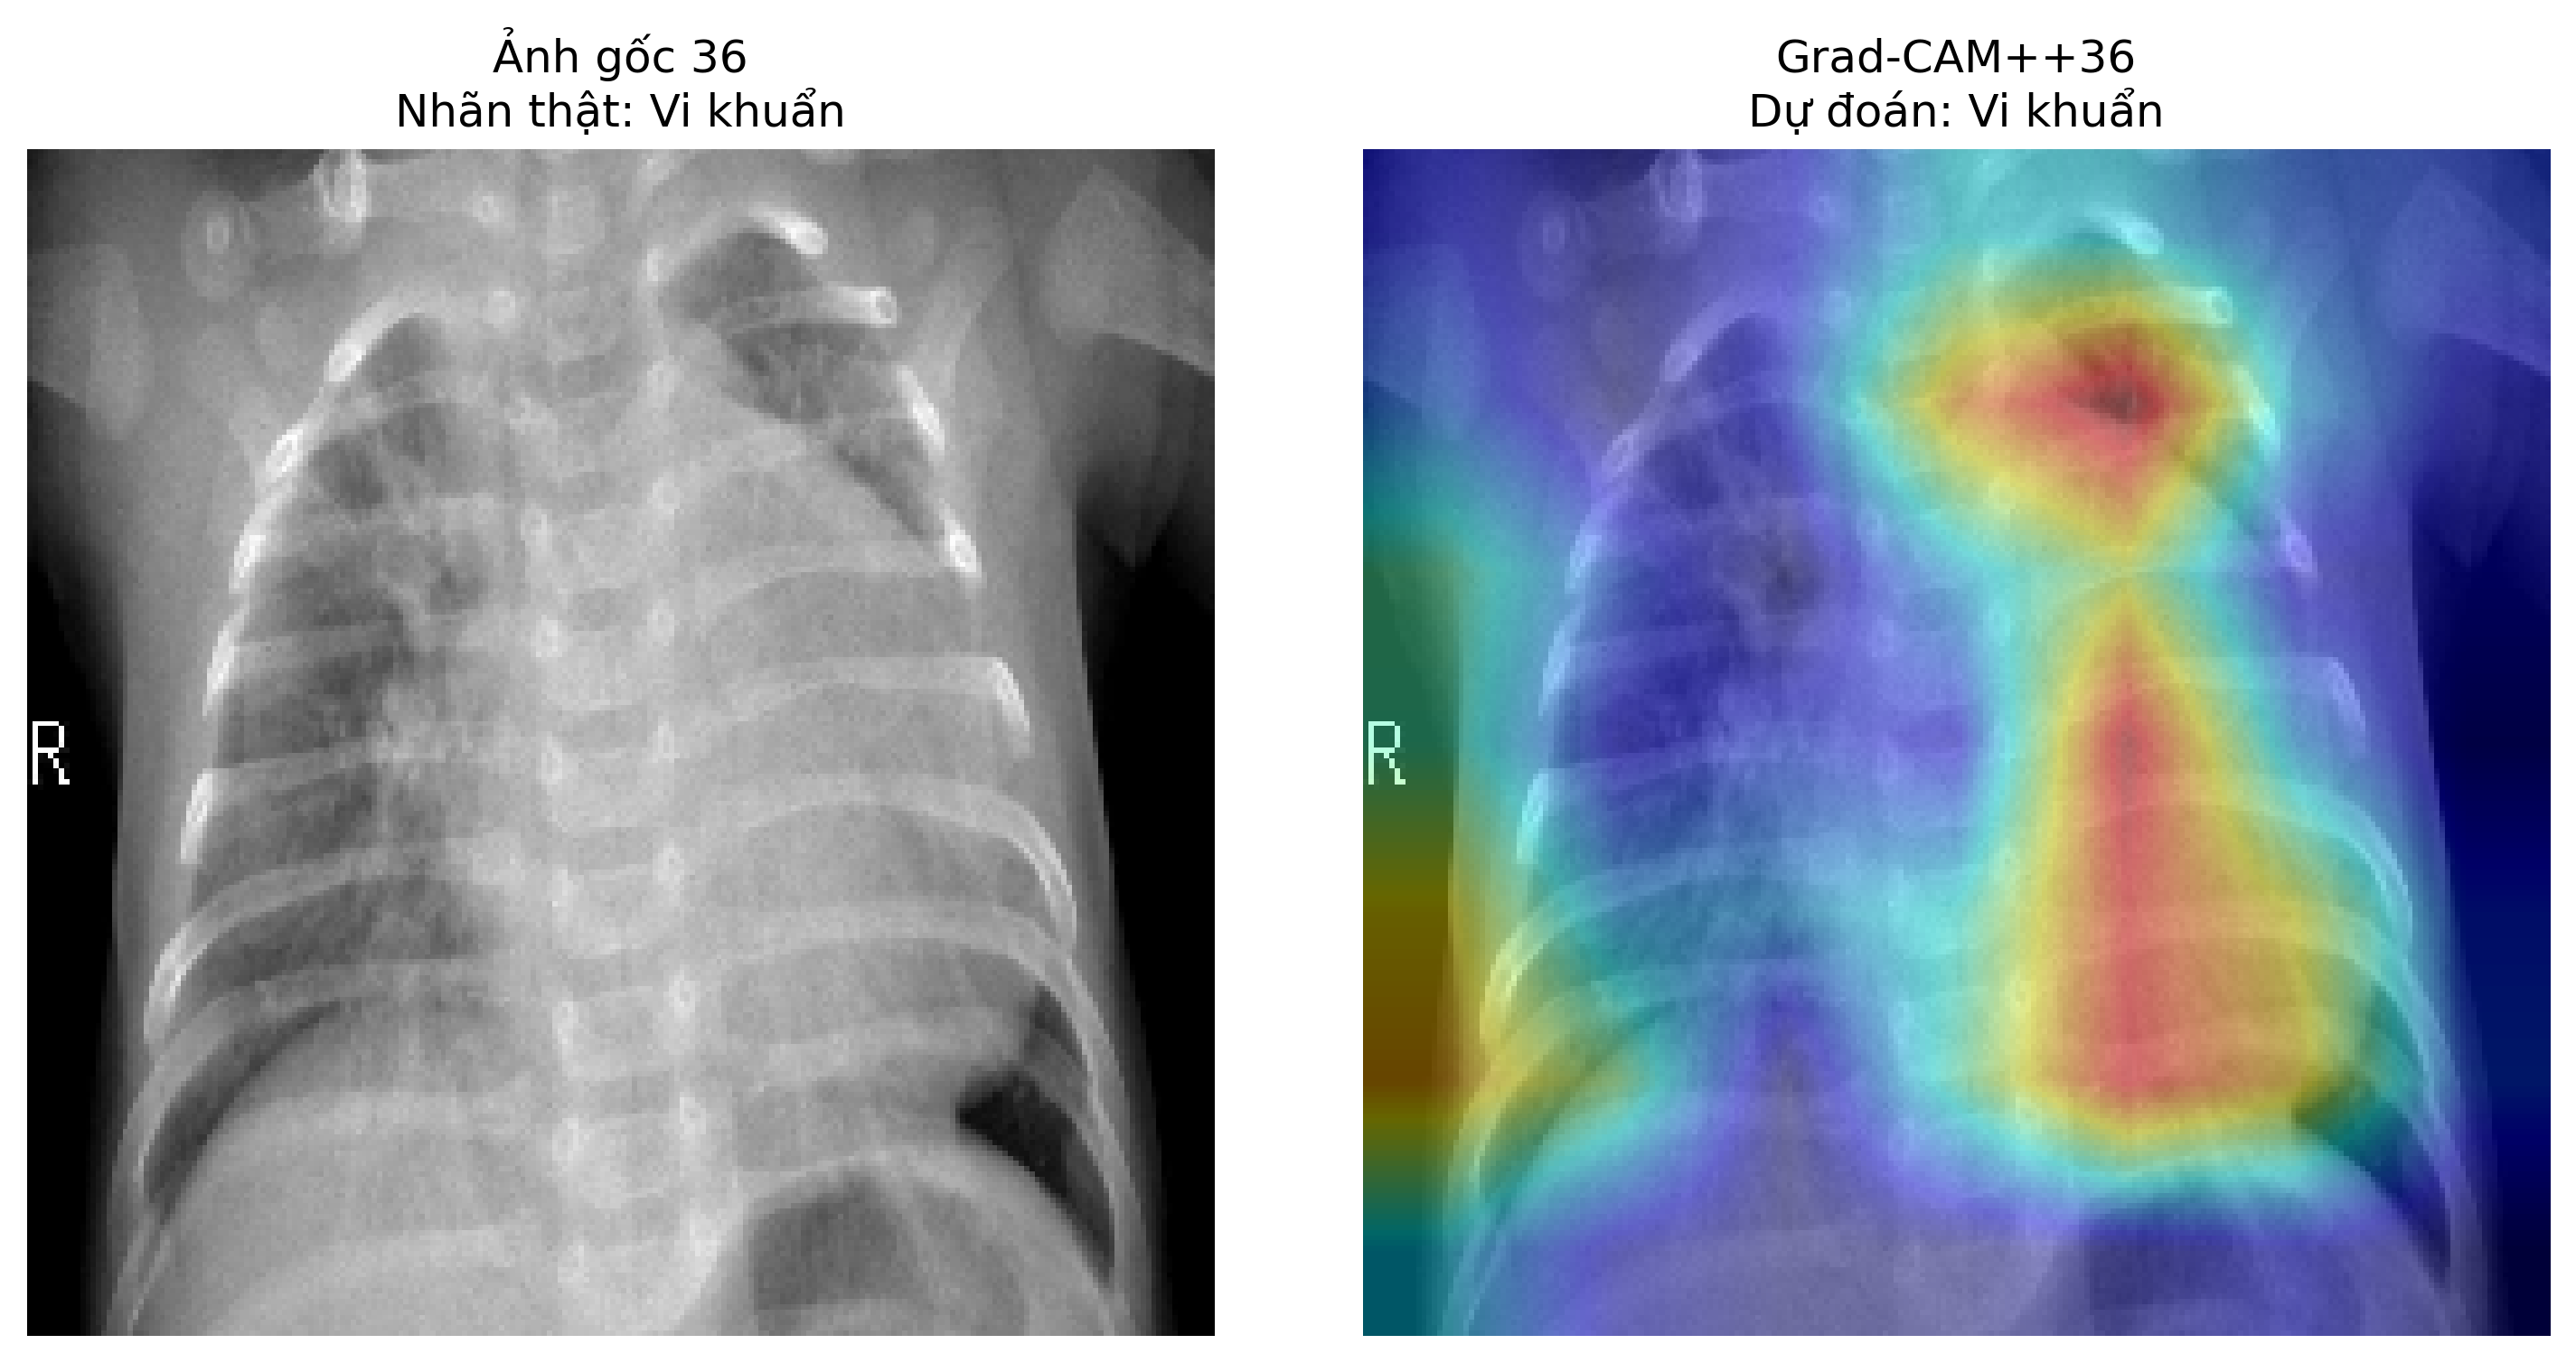 Ảnh gốc 36
Nhãn thật: Vi khuẩn
Grad-CAM++36
Dự đoán: Vi khuẩn
R
R